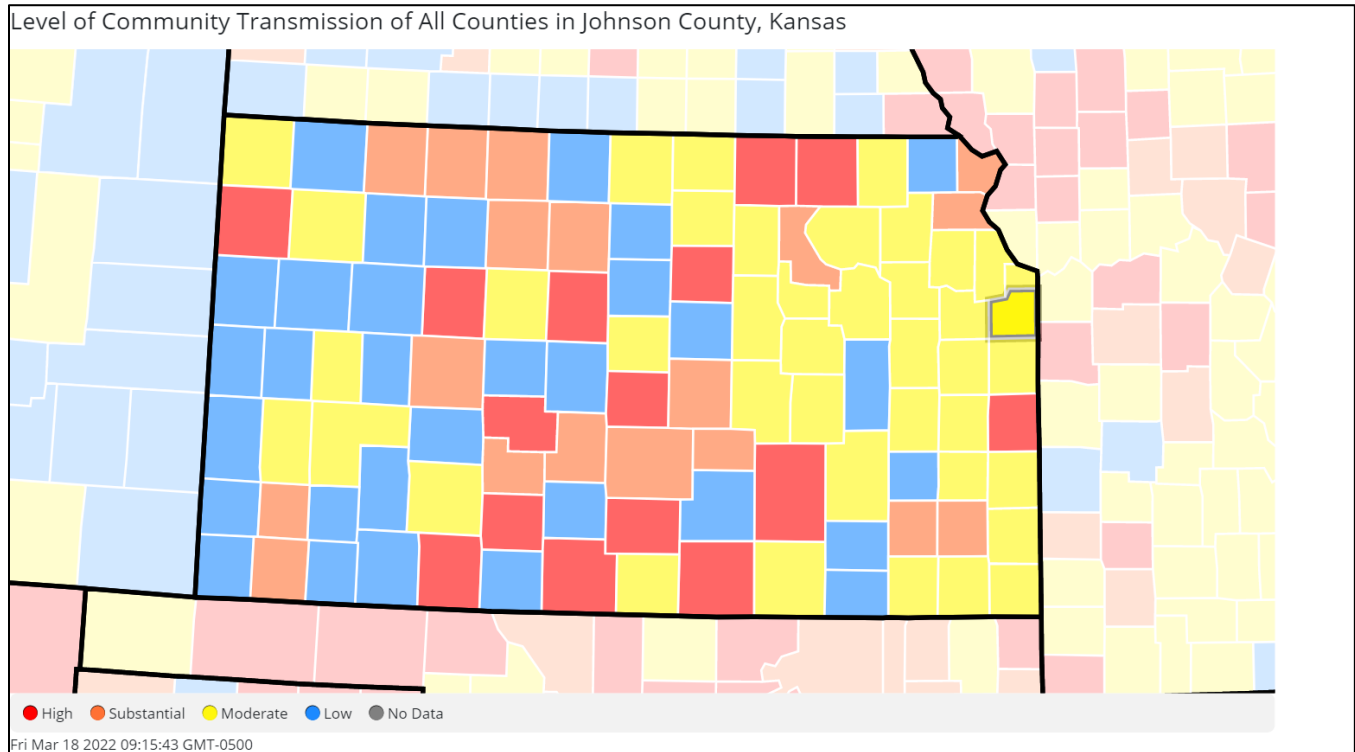 Level of Community Transmission of All Counties in Johnson County, Kansas
High Substantial Moderate Low No Data
Fri Mar 18 2022 09:15:43 GMT-0500